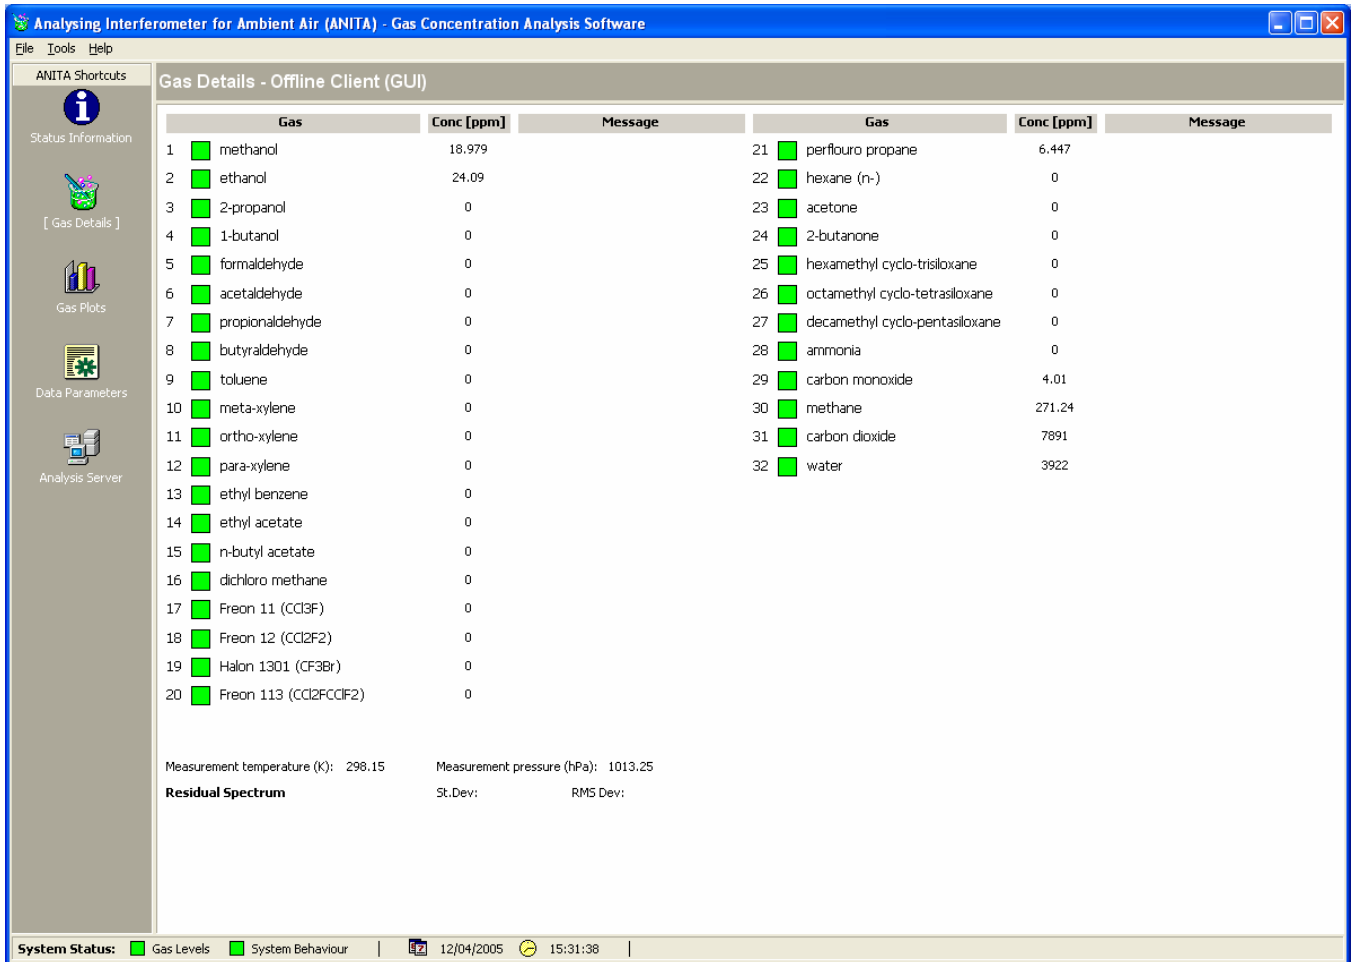 Analysing Interferometer for Ambient Air (ANITA) - Gas Concentration Analysis Software
File Tools Help
ANITA Shortcuts
Status Information
[ Gas Details ]
Gas Plots
Data Parameters
Analysis Server
Gas Details - Offline Client (GUI)
Gas Conc [ppm] Message
1 methanol 18.979
2 ethanol 24.09
3 2-propanol 0
4 1-butanol 0
5 formaldehyde 0
6 acetaldehyde 0
7 propionaldehyde 0
8 butyraldehyde 0
9 toluene 0
10 meta-xylene 0
11 ortho-xylene 0
12 para-xylene 0
13 ethyl benzene 0
14 ethyl acetate 0
15 n-butyl acetate 0
16 dichloro methane 0
17 Freon 11 (CCl3F) 0
18 Freon 12 (CCl2F2) 0
19 Halon 1301 (CF3Br) 0
20 Freon 113 (CCl2FCClF2) 0
Gas Conc [ppm] Message
21 perflouro propane 6.447
22 hexane (n-) 0
23 acetone 0
24 2-butanone 0
25 hexamethyl cyclo-trisiloxane 0
26 octamethyl cyclo-tetrasiloxane 0
27 decamethyl cyclo-pentasiloxane 0
28 ammonia 0
29 carbon monoxide 4.01
30 methane 271.24
31 carbon dioxide 7891
32 water 3922
Measurement temperature (K): 298.15 Measurement pressure (hPa): 1013.25
Residual Spectrum St.Dev: RMS Dev:
System Status: Gas Levels System Behaviour | 12/04/2005 15:31:38 |